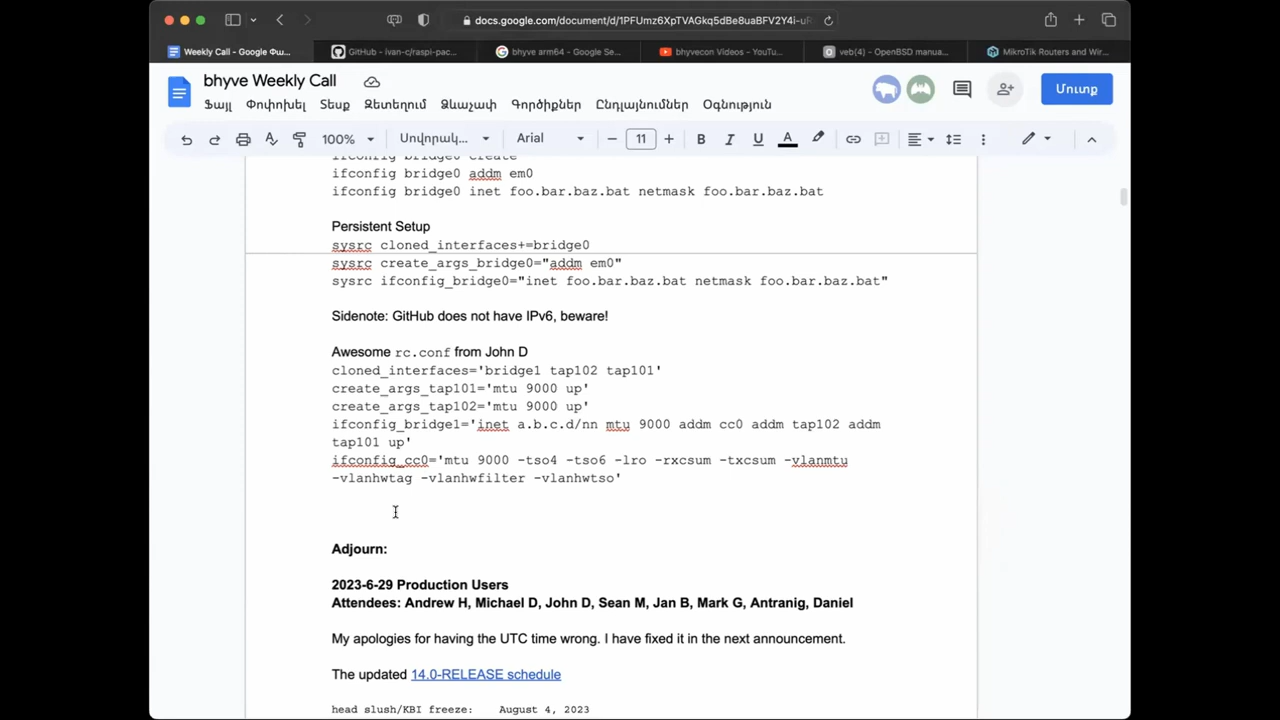 docs.google.com/document/d/1PFUmz6XpTVAGkq5dBe8uaBFV2Y4i-uR
Weekly Call - Google Փա...
GitHub - ivan-c/raspi-pac...
bhyve arm64 - Google Se...
bhyvecon Videos - YouTu...
veb(4) - OpenBSD manua...
MikroTik Routers and Wir...
bhyve Weekly Call
Ֆայլ Փոփոխել Տեսք Զետեղում Ձևաչափ Գործիքներ Ընդլայնումներ Օգնություն
Մուտք
100% Սովորակ... Arial 11
ifconfig bridge0 create
ifconfig bridge0 addm em0
ifconfig bridge0 inet foo.bar.baz.bat netmask foo.bar.baz.bat
Persistent Setup
sysrc cloned_interfaces+=bridge0
sysrc create_args_bridge0="addm em0"
sysrc ifconfig_bridge0="inet foo.bar.baz.bat netmask foo.bar.baz.bat"
Sidenote: GitHub does not have IPv6, beware!
Awesome rc.conf from John D
cloned_interfaces='bridge1 tap102 tap101'
create_args_tap101='mtu 9000 up'
create_args_tap102='mtu 9000 up'
ifconfig_bridge1='inet a.b.c.d/nn mtu 9000 addm cc0 addm tap102 addm
tap101 up'
ifconfig_cc0='mtu 9000 -tso4 -tso6 -lro -rxcsum -txcsum -vlanmtu
-vlanhwtag -vlanhwfilter -vlanhwtso'
Adjourn:
2023-6-29 Production Users
Attendees: Andrew H, Michael D, John D, Sean M, Jan B, Mark G, Antranig, Daniel
My apologies for having the UTC time wrong. I have fixed it in the next announcement.
The updated 14.0-RELEASE schedule
head slush/KBI freeze: August 4, 2023